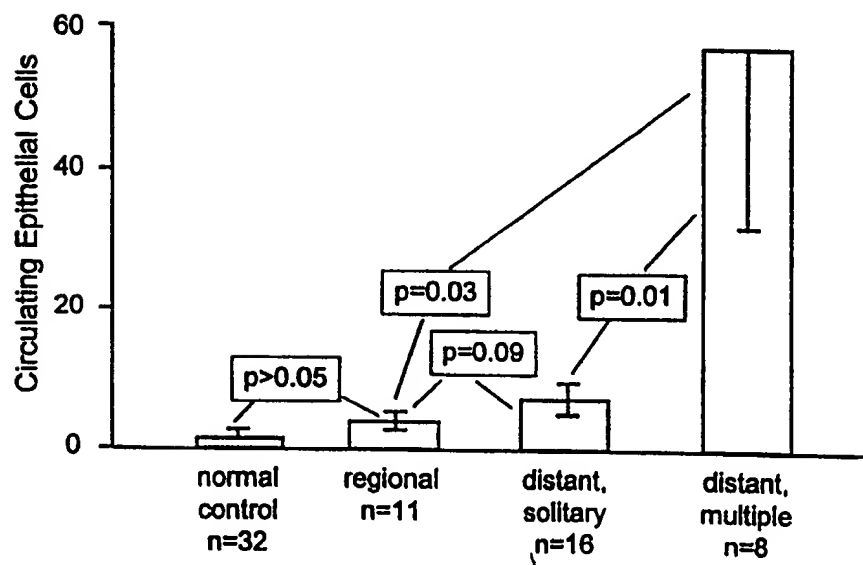 Circulating Epithelial Cells
60
40
20
0
p>0.05
p=0.03
p=0.09
p=0.01
normal
control
n=32
regional
n=11
distant,
solitary
n=16
distant,
multiple
n=8